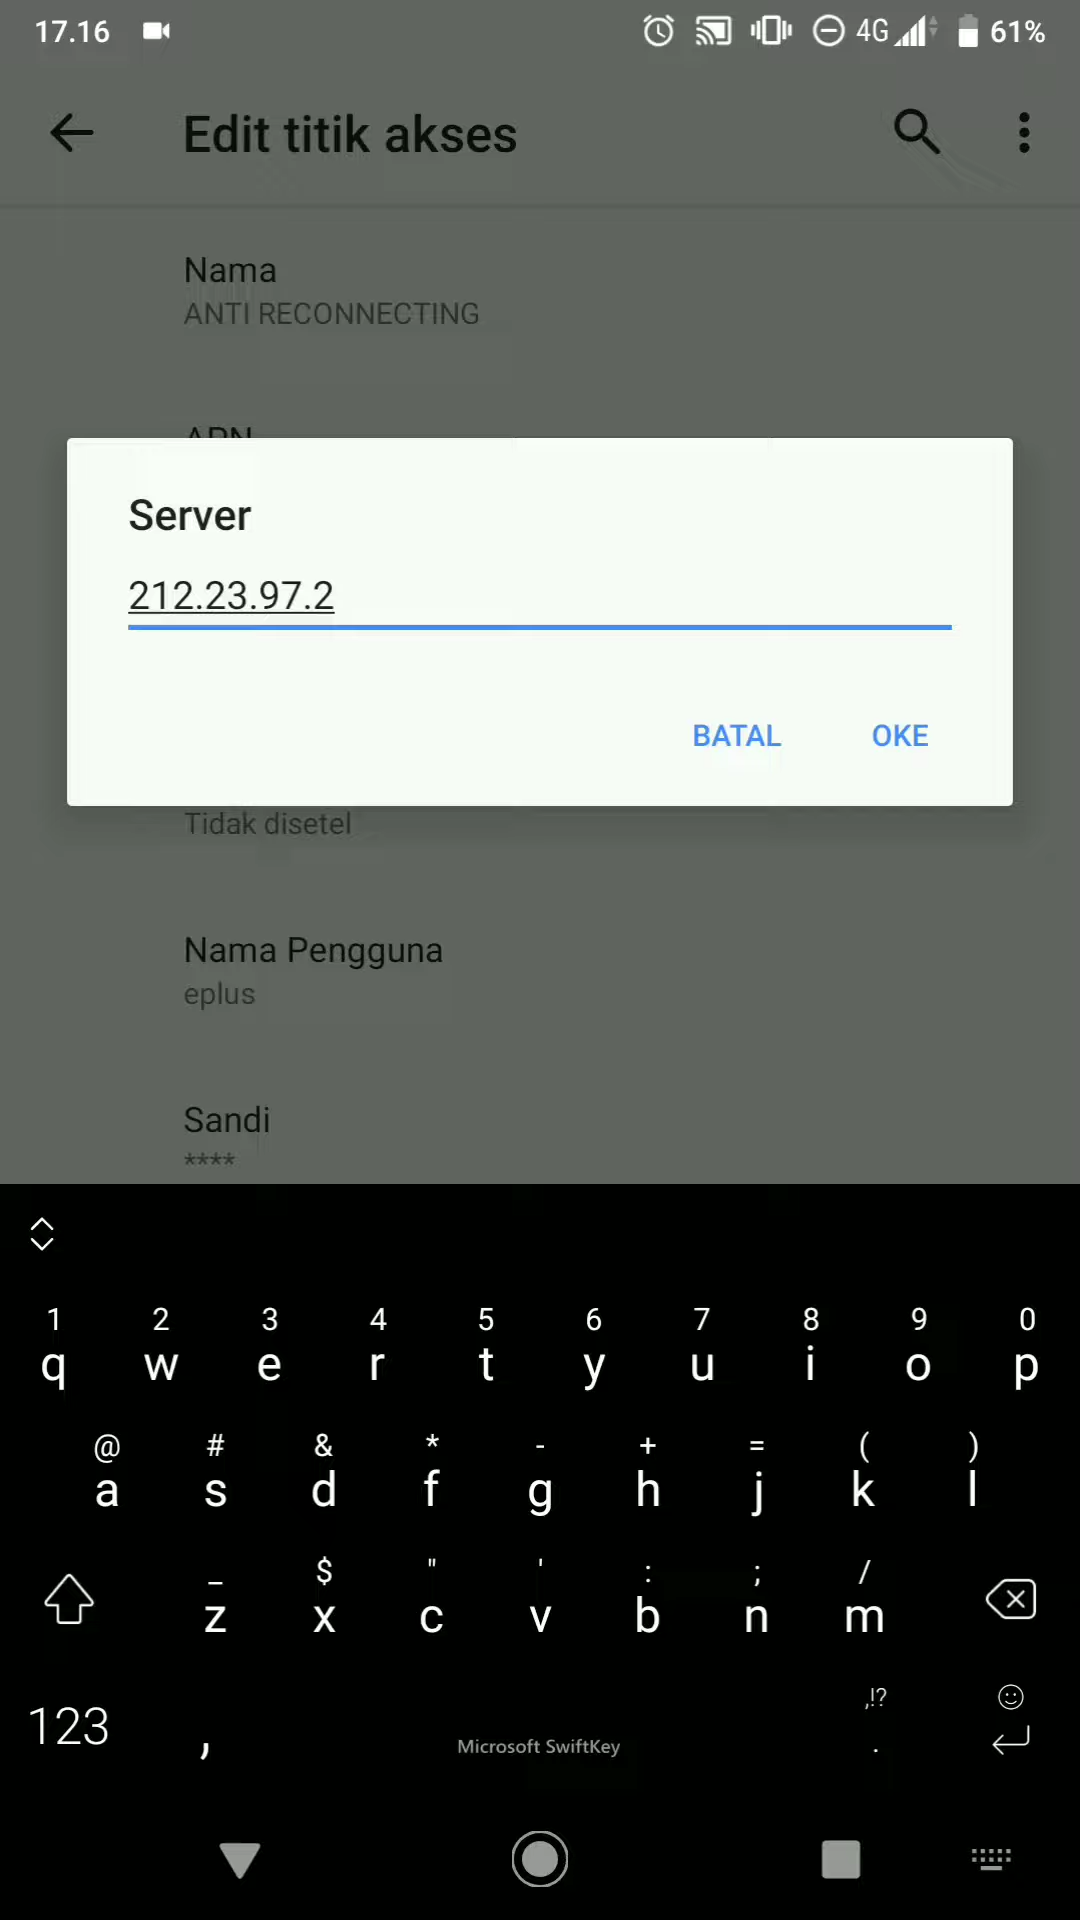 17.16
4G
61%
Edit titik akses
Nama
ANTI RECONNECTING
APN
Server
212.23.97.2
BATAL
OKE
Tidak disetel
Nama Pengguna
eplus
Sandi
****
1 2 3 4 5 6 7 8 9 0
q w e r t y u i o p
@ # & * - + = ( )
a s d f g h j k l
_ $ " ' : ; /
z x c v b n m
,!?
123 , Microsoft SwiftKey .